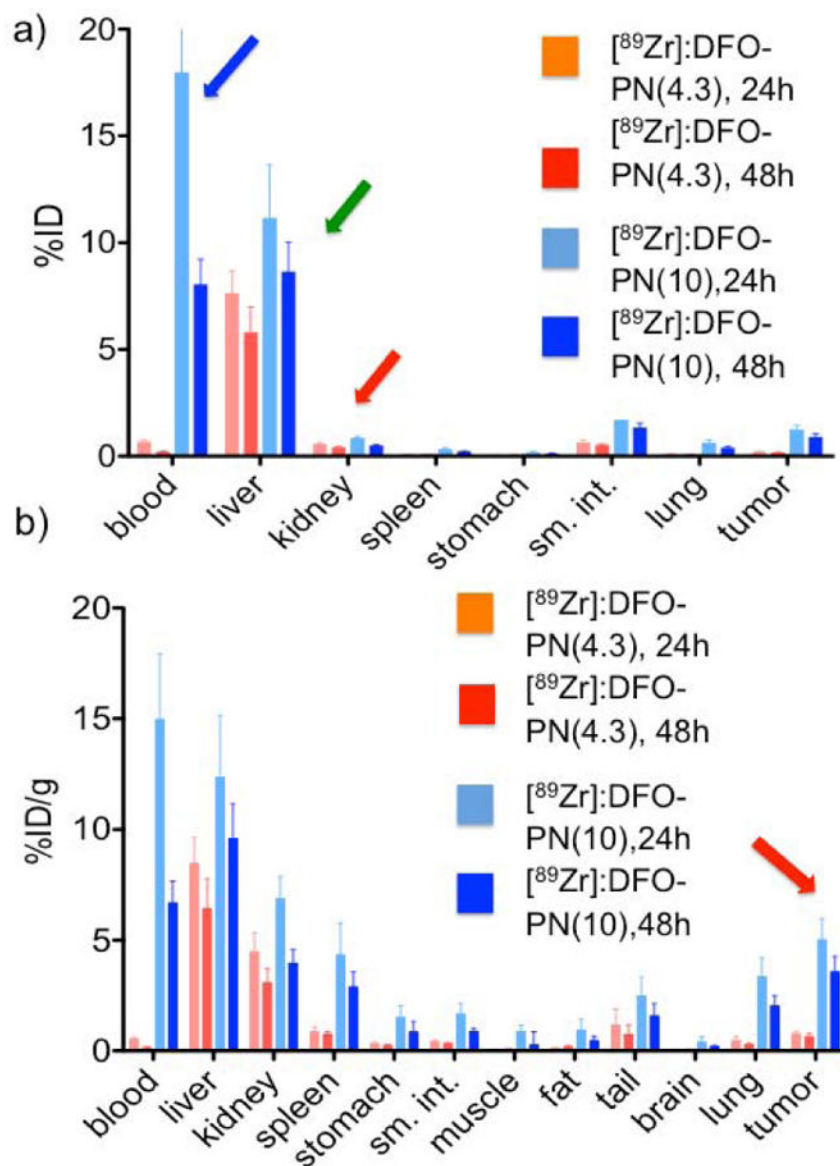 a)
20
15
10
5
0
%ID
[⁸⁹Zr]:DFO-
PN(4.3), 24h
[⁸⁹Zr]:DFO-
PN(4.3), 48h
[⁸⁹Zr]:DFO-
PN(10),24h
[⁸⁹Zr]:DFO-
PN(10), 48h
blood
liver
kidney
spleen
stomach
sm. int.
lung
tumor
b)
20
15
10
5
0
%ID/g
[⁸⁹Zr]:DFO-
PN(4.3), 24h
[⁸⁹Zr]:DFO-
PN(4.3), 48h
[⁸⁹Zr]:DFO-
PN(10),24h
[⁸⁹Zr]:DFO-
PN(10),48h
blood
liver
kidney
spleen
stomach
sm. int.
muscle
fat
tail
brain
lung
tumor